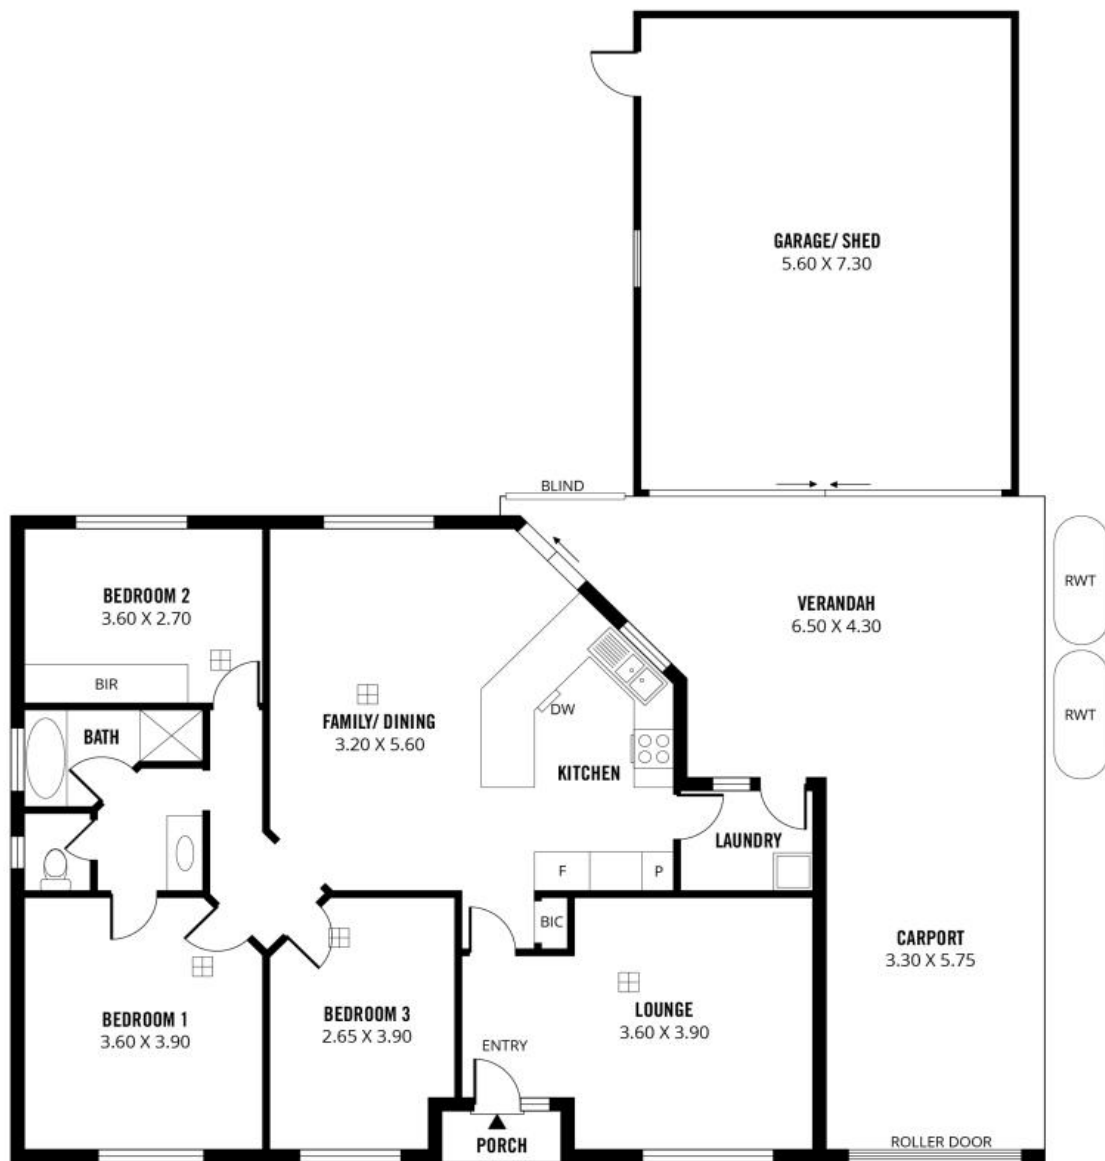 GARAGE/ SHED
5.60 X 7.30
BLIND
BEDROOM 2
3.60 X 2.70
BIR
VERANDAH
6.50 X 4.30
RWT
RWT
BATH
FAMILY/ DINING
3.20 X 5.60
DW
KITCHEN
LAUNDRY
F
P
BIC
CARPORT
3.30 X 5.75
BEDROOM 1
3.60 X 3.90
BEDROOM 3
2.65 X 3.90
LOUNGE
3.60 X 3.90
ENTRY
PORCH
ROLLER DOOR